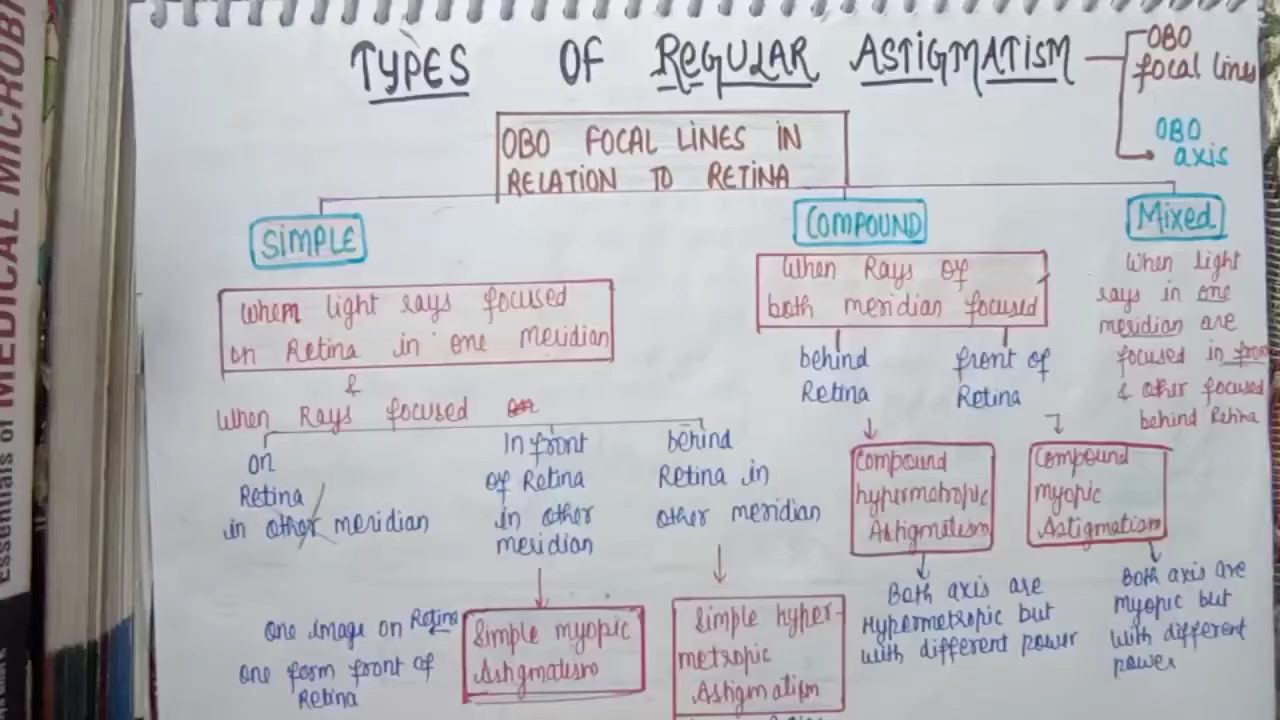 TYPES OF REGULAR ASTIGMATISM
OBO
focal lines
OBO
axis
OBO FOCAL LINES IN
RELATION TO RETINA
SIMPLE
When light rays focused
on Retina in one meridian
&
When Rays focused
on
Retina
in other meridian
In front
of Retina
in other
meridian
behind
Retina in
other meridian
One image on Retina
one form front of
Retina
Simple myopic
Astigmatism
Simple hyper-
metropic
Astigmatism
COMPOUND
When Rays of
both meridian focused
behind
Retina
front of
Retina
Compound
hypermetropic
Astigmatism
Compound
myopic
Astigmatism
Both axis are
Hypermetropic but
with different power
Both axis are
myopic but
with different
power
Mixed
When light
rays in one
meridian are
focused in front
& other focused
behind Retina
Essentials of MEDICAL MICROBI